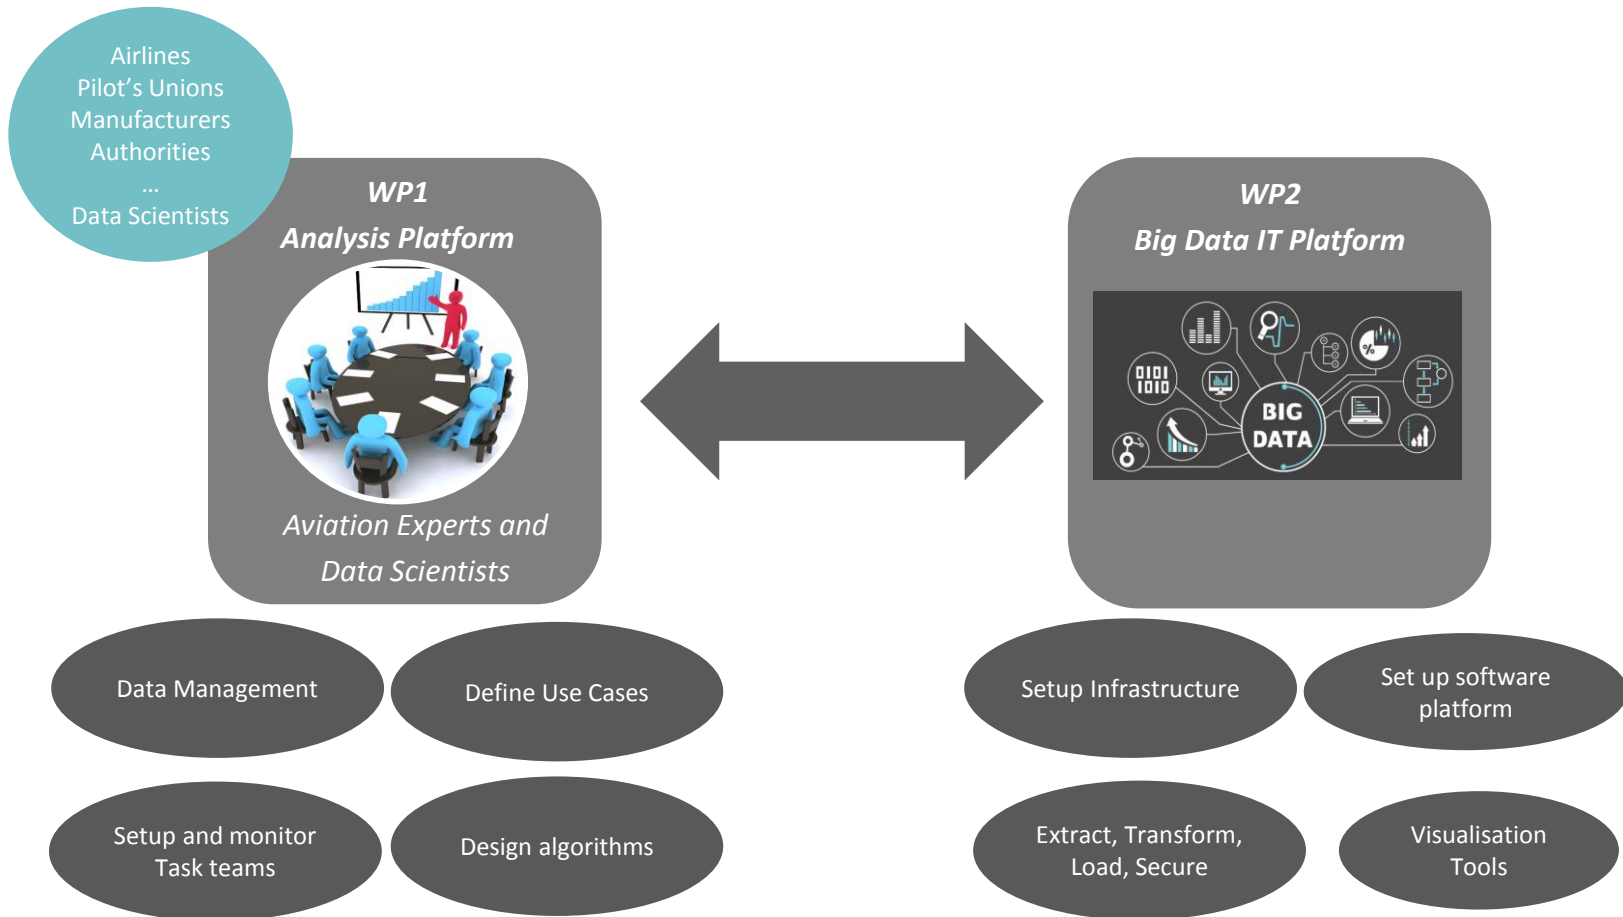 Airlines
Pilot’s Unions
Manufacturers
Authorities
…
Data Scientists
WP1
Analysis Platform
Aviation Experts and
Data Scientists
WP2
Big Data IT Platform
0101
1010
%
BIG
DATA
Data Management
Define Use Cases
Setup and monitor
Task teams
Design algorithms
Setup Infrastructure
Set up software
platform
Extract, Transform,
Load, Secure
Visualisation
Tools